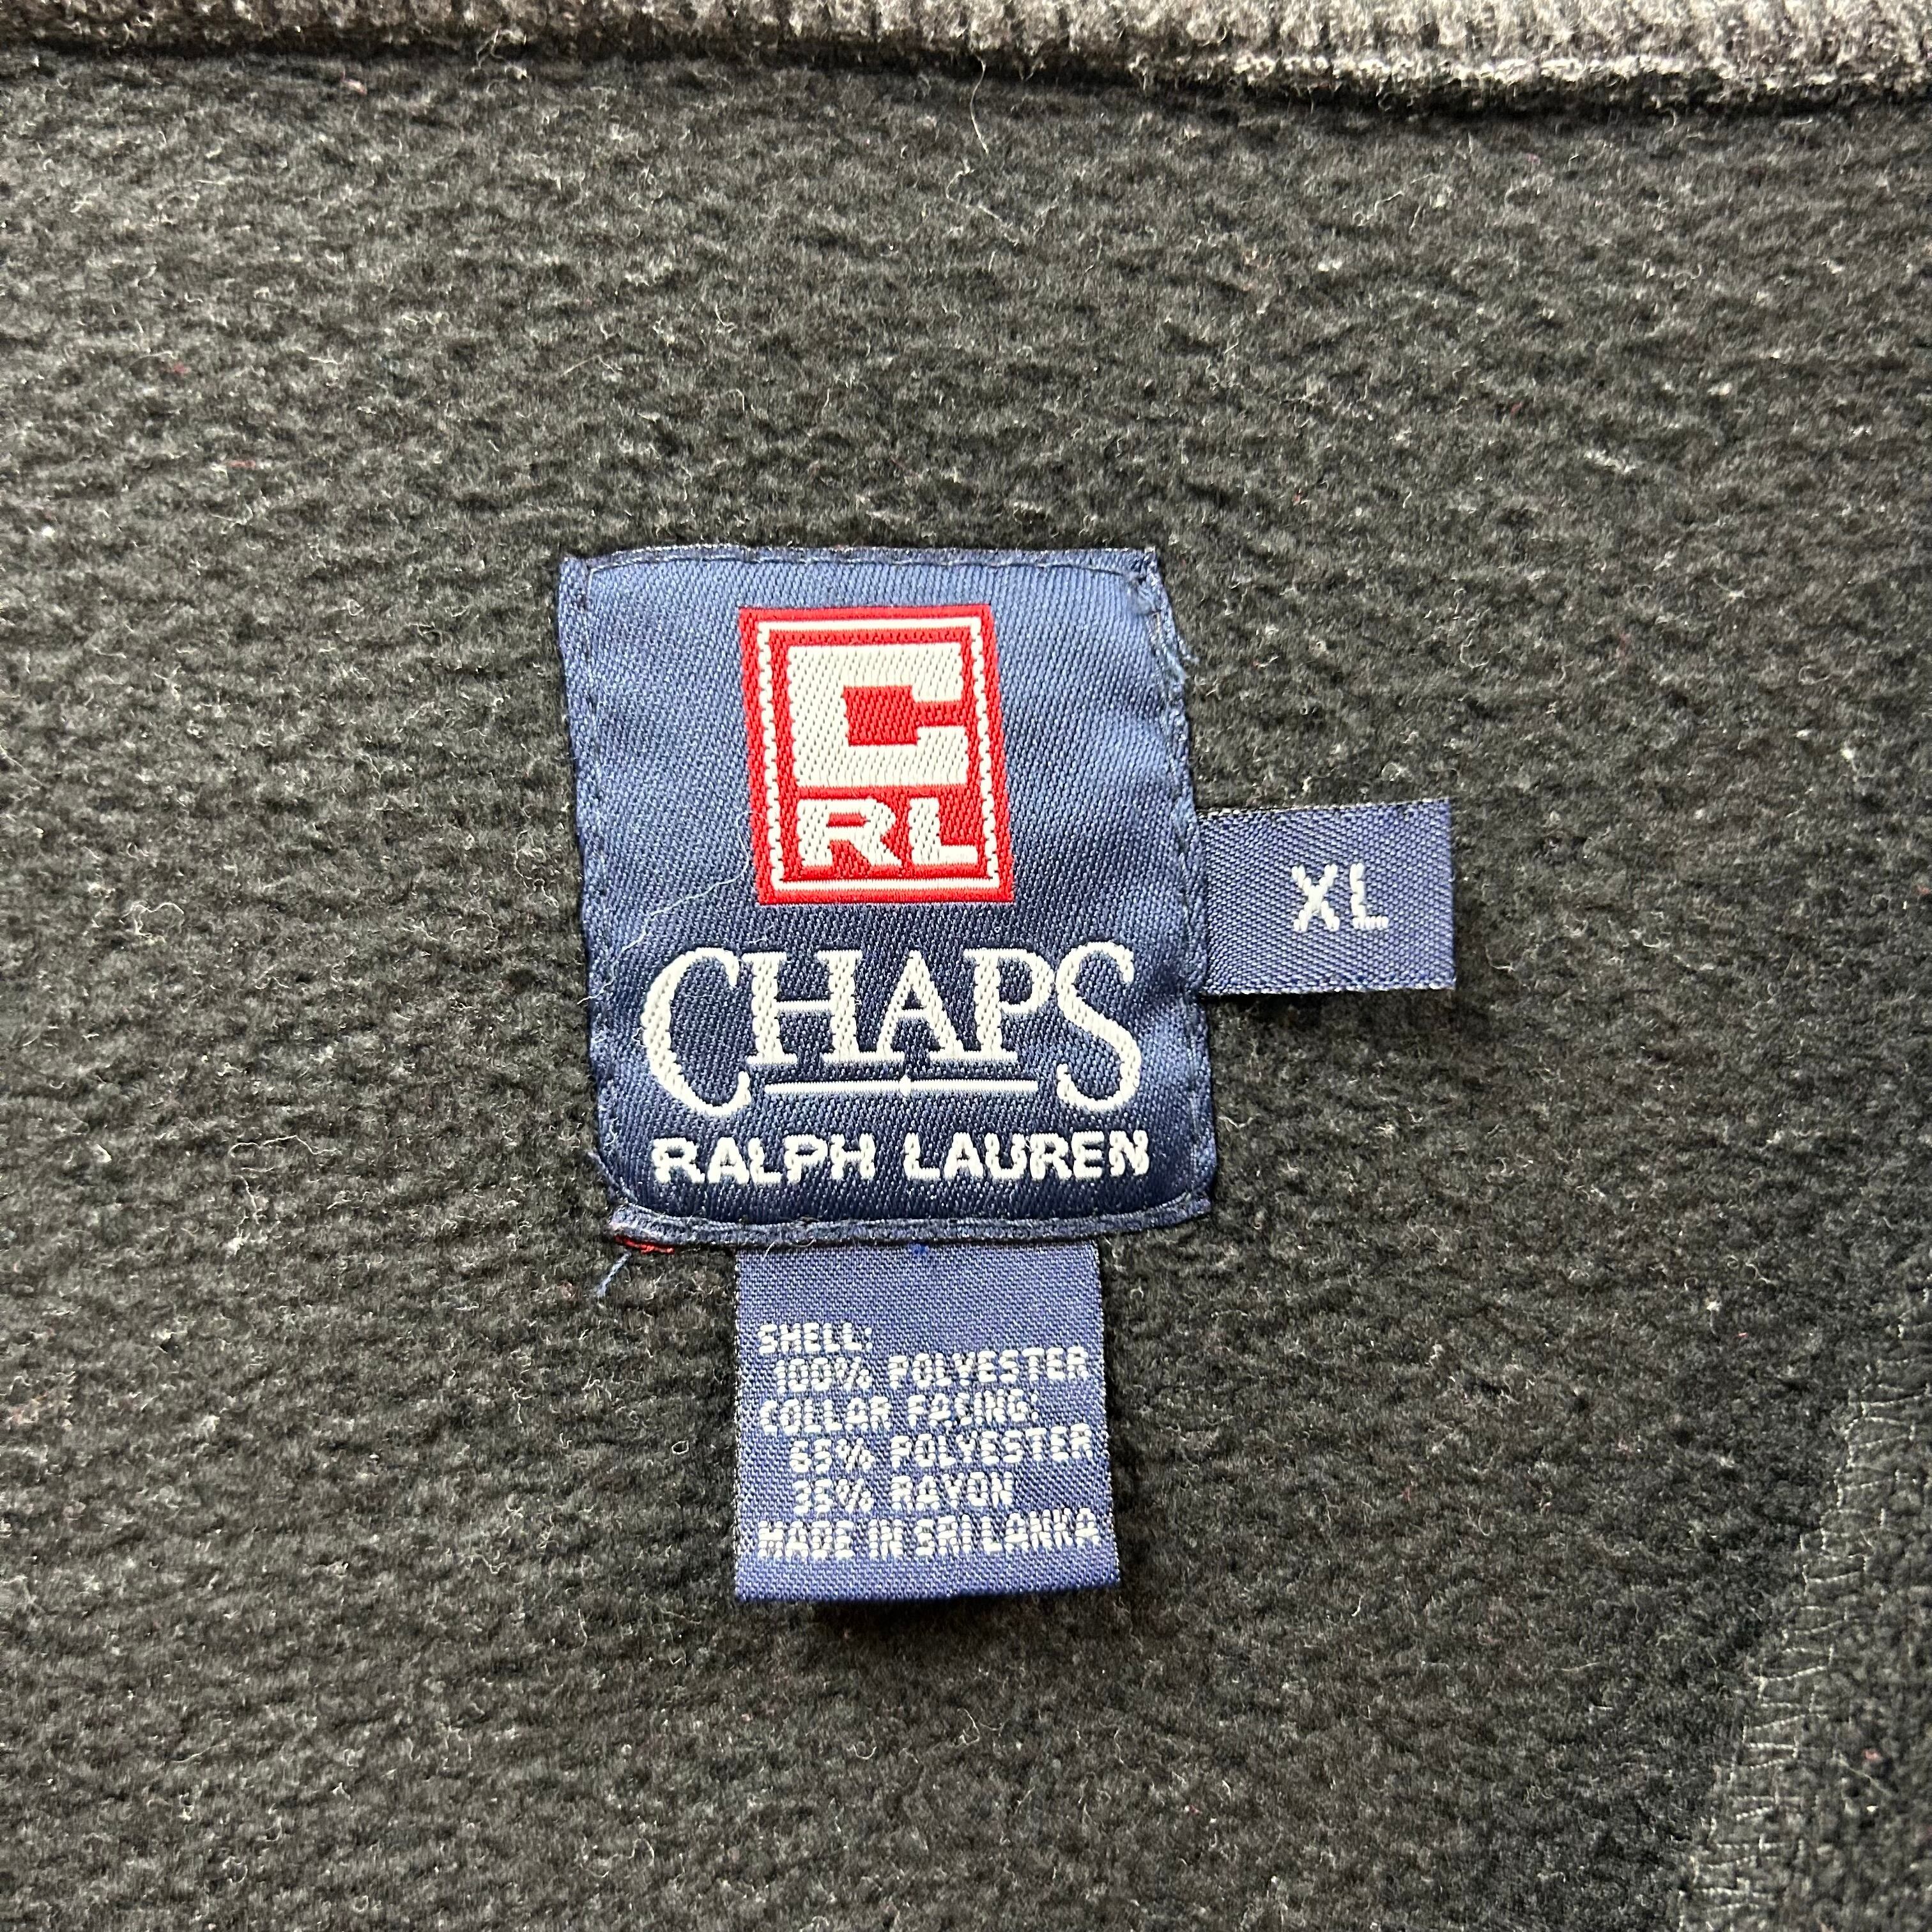 C
RL
CHAPS
RALPH LAUREN
XL
SHELL:
100% POLYESTER
COLLAR FACING:
65% POLYESTER
35% RAYON
MADE IN SRI LANKA